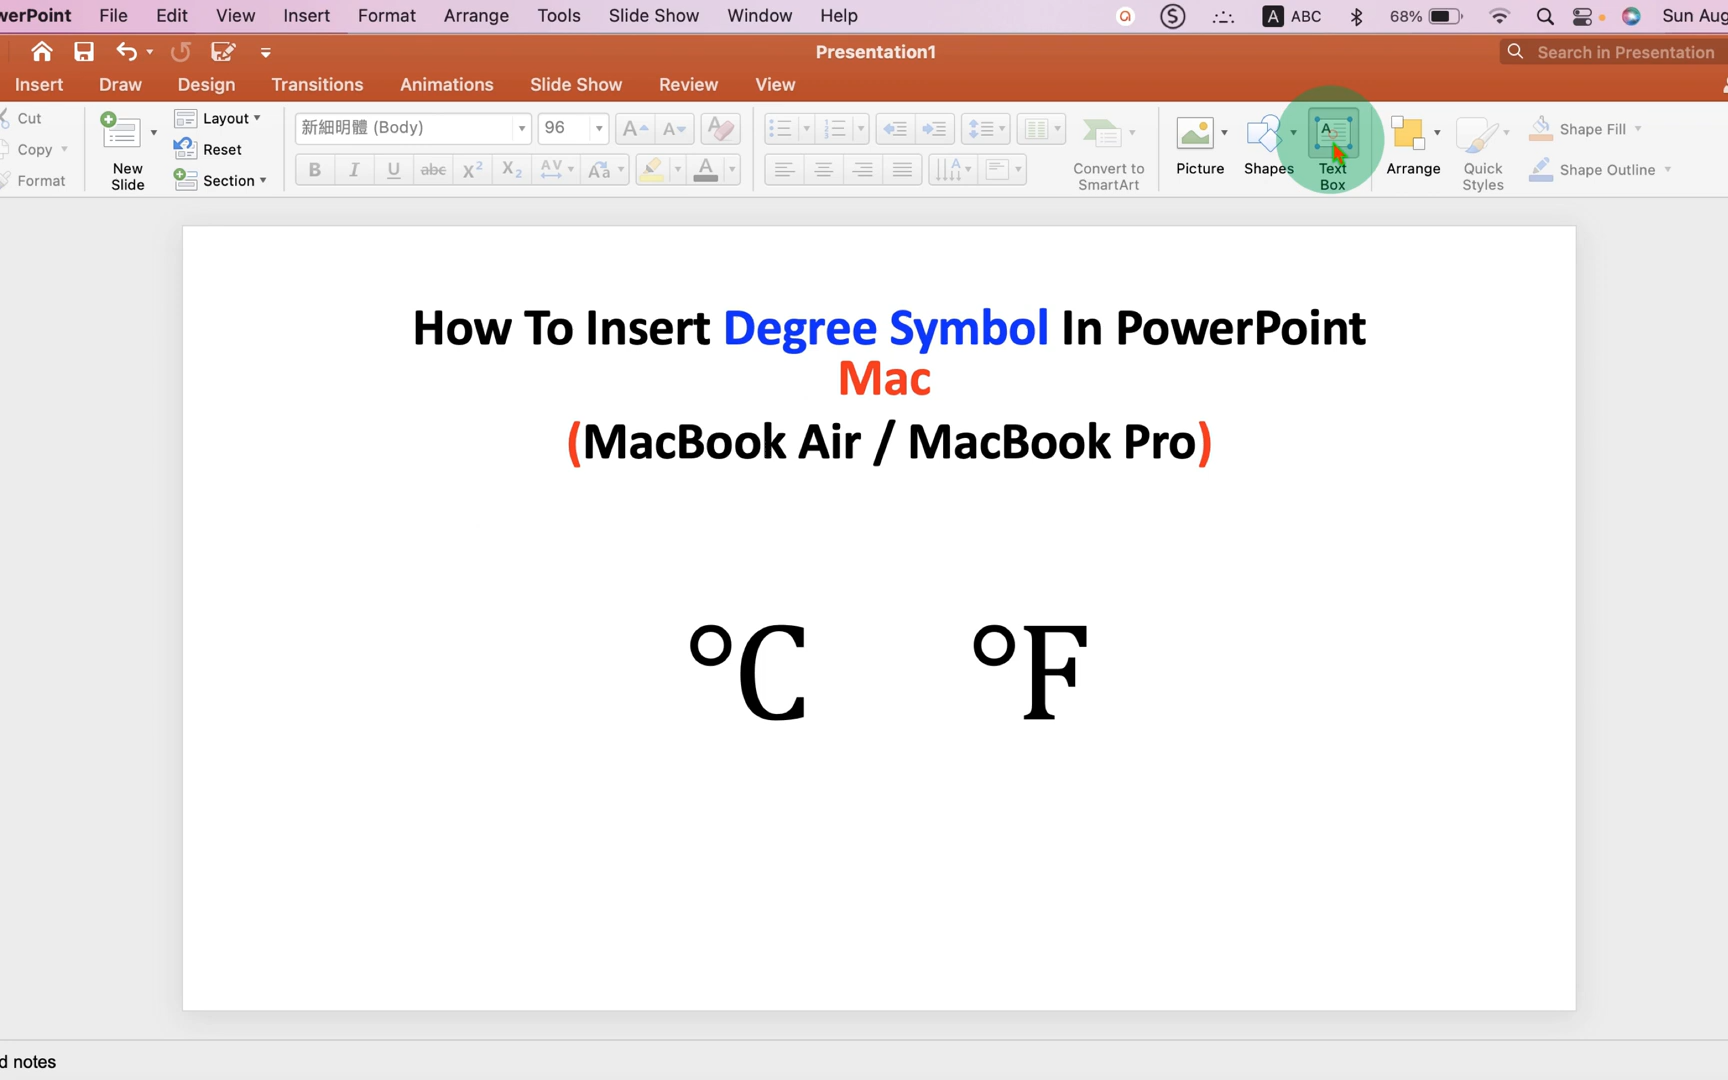 werPoint File Edit View Insert Format Arrange Tools Slide Show Window Help A ABC 68% Sun Aug
Presentation1 Search in Presentation
Insert Draw Design Transitions Animations Slide Show Review View
Cut
Copy
Format
New Slide
Layout
Reset
Section
新細明體 (Body) 96
Convert to SmartArt
Picture
Shapes
Text Box
Arrange
Quick Styles
Shape Fill
Shape Outline
How To Insert Degree Symbol In PowerPoint
Mac
(MacBook Air / MacBook Pro)
°C °F
d notes